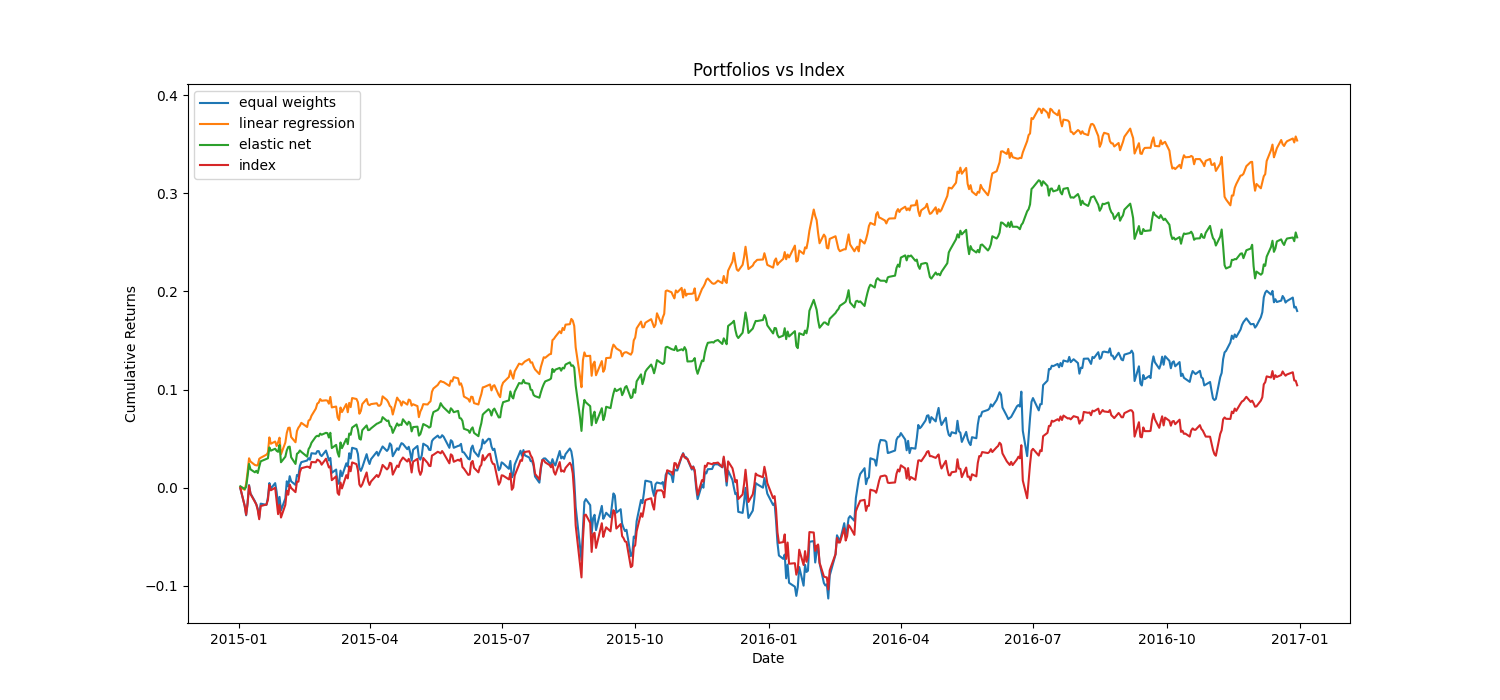 Portfolios vs Index
equal weights
linear regression
elastic net
index
Cumulative Returns
0.4
0.3
0.2
0.1
0.0
−0.1
2015-01 2015-04 2015-07 2015-10 2016-01 2016-04 2016-07 2016-10 2017-01
Date